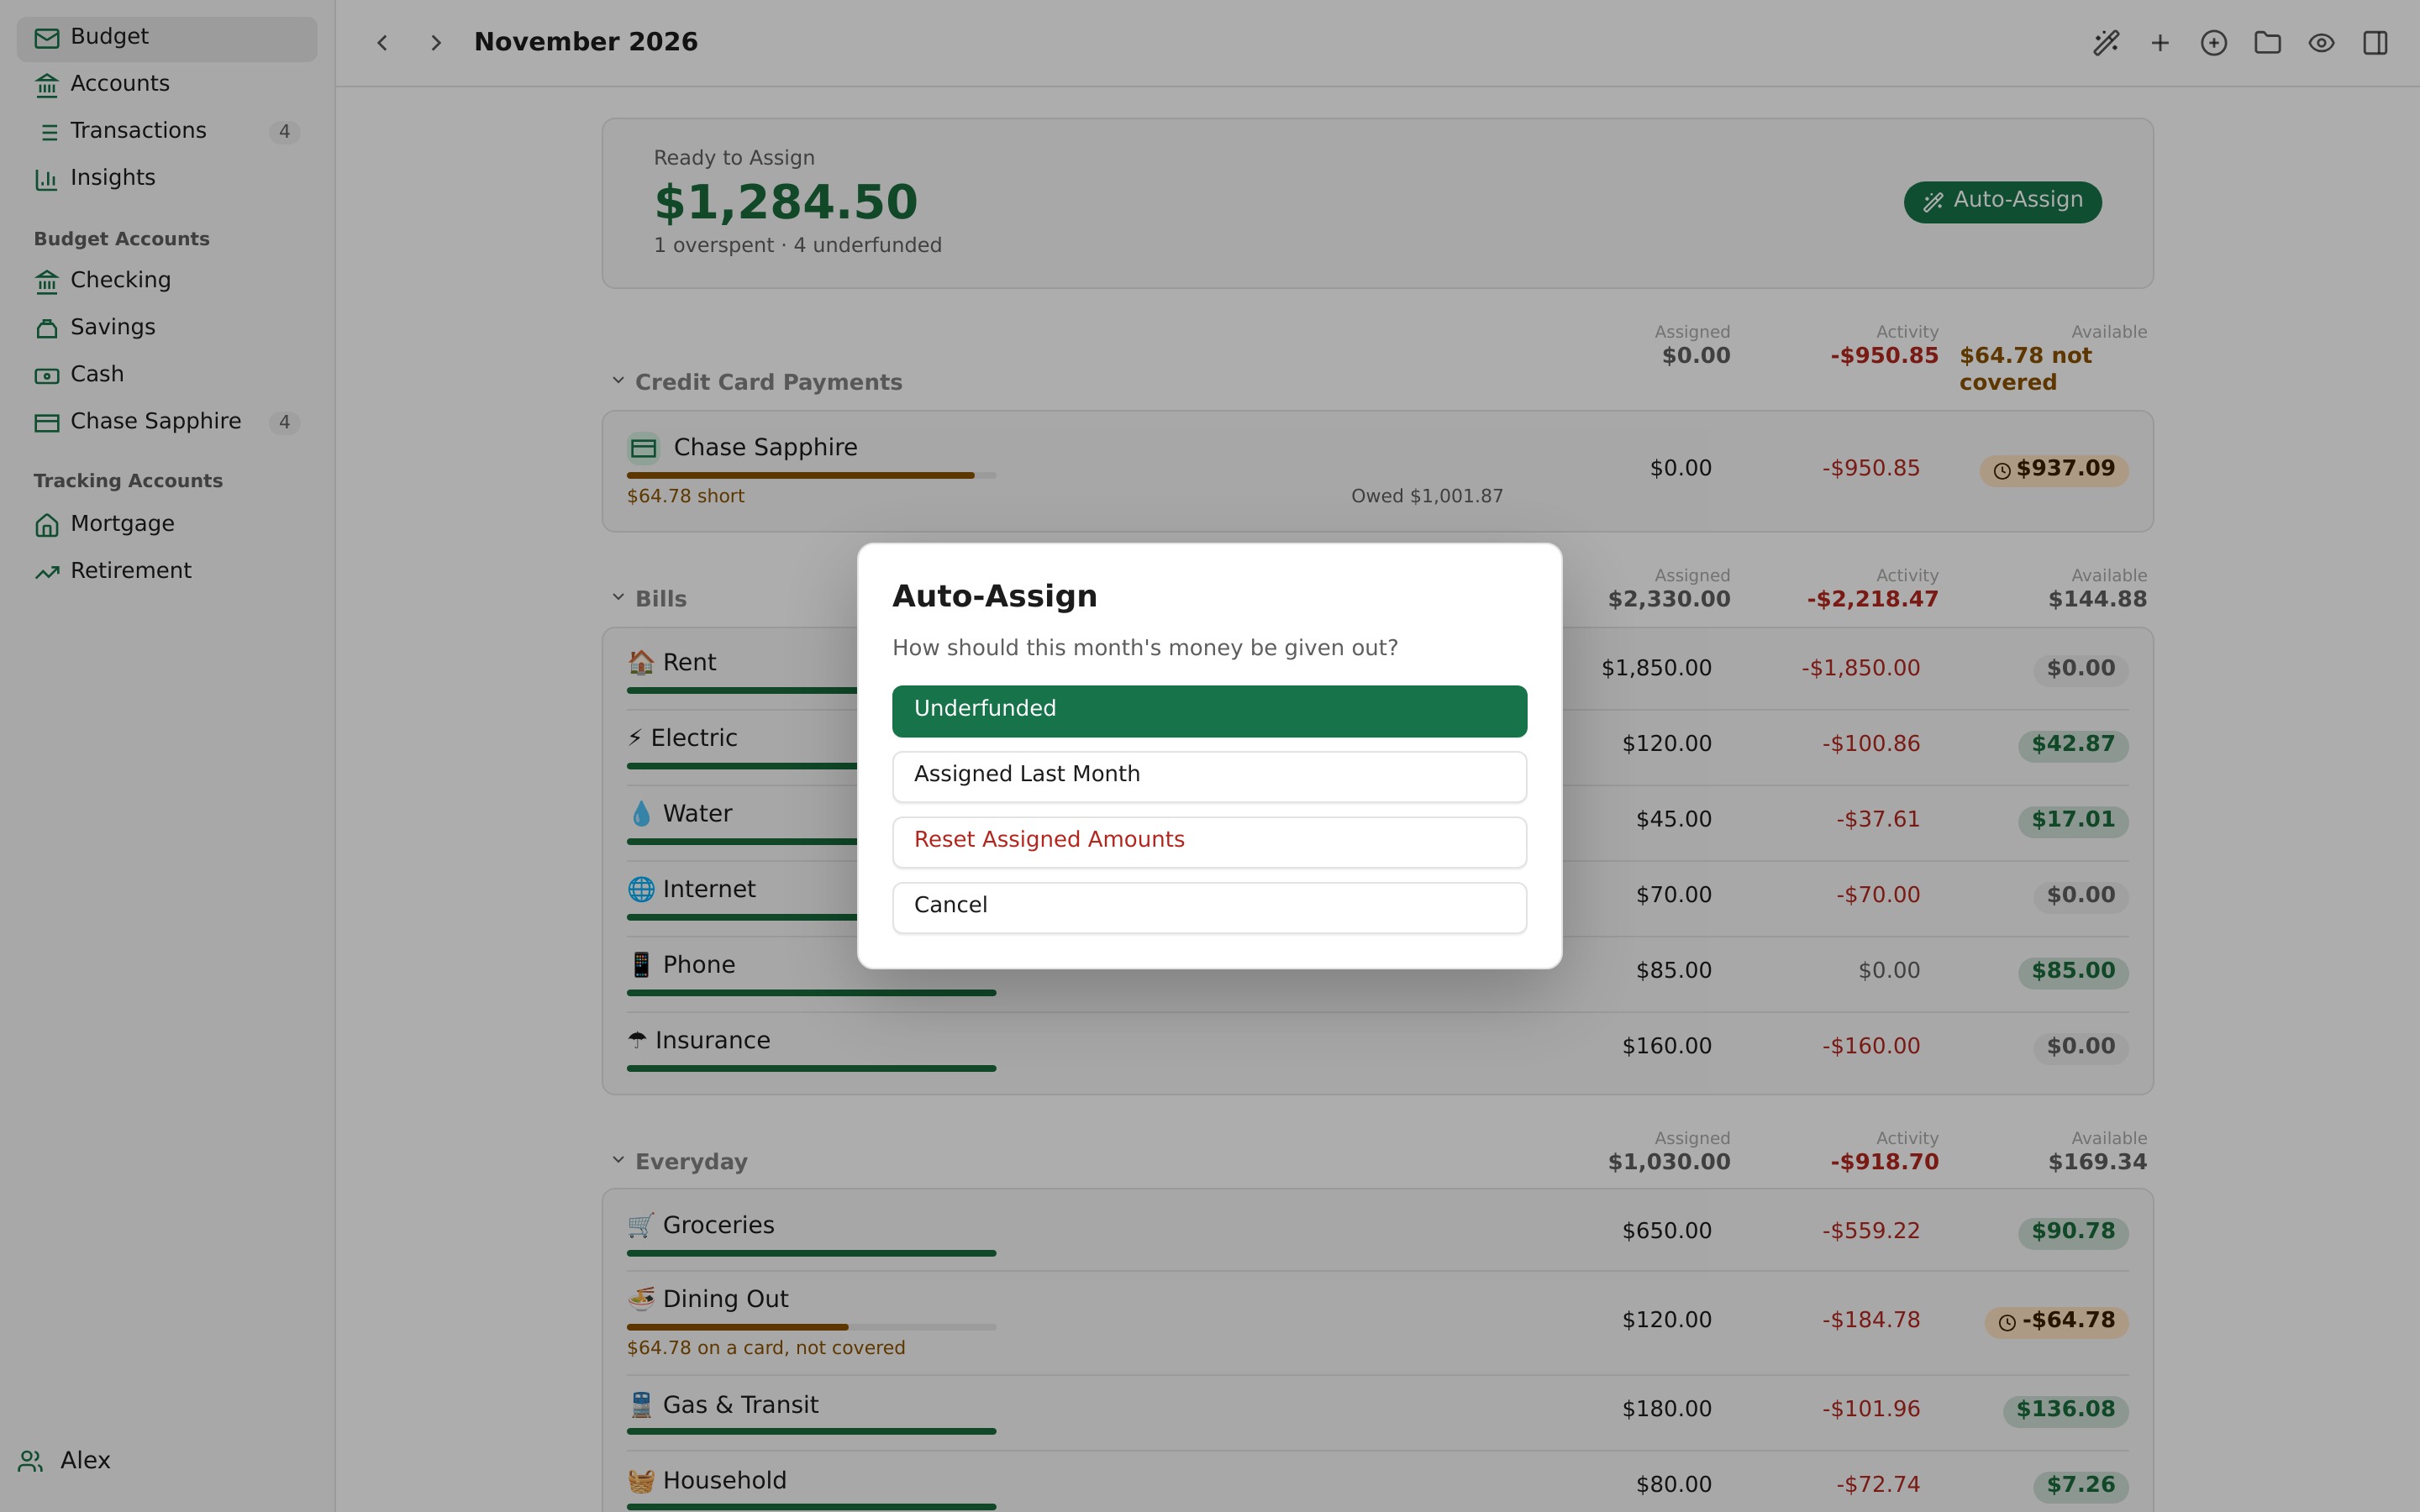 Budget
Accounts
Transactions 4
Insights
Budget Accounts
Checking
Savings
Cash
Chase Sapphire 4
Tracking Accounts
Mortgage
Retirement
Alex
November 2026
Ready to Assign
$1,284.50
1 overspent · 4 underfunded
Auto-Assign
Assigned Activity Available
Credit Card Payments $0.00 -$950.85 $64.78 not
covered
Chase Sapphire $0.00 -$950.85 $937.09
$64.78 short Owed $1,001.87
Assigned Activity Available
Bills $2,330.00 -$2,218.47 $144.88
Rent $1,850.00 -$1,850.00 $0.00
Electric $120.00 -$100.86 $42.87
Water $45.00 -$37.61 $17.01
Internet $70.00 -$70.00 $0.00
Phone $85.00 $0.00 $85.00
Insurance $160.00 -$160.00 $0.00
Assigned Activity Available
Everyday $1,030.00 -$918.70 $169.34
Groceries $650.00 -$559.22 $90.78
Dining Out $120.00 -$184.78 -$64.78
$64.78 on a card, not covered
Gas & Transit $180.00 -$101.96 $136.08
Household $80.00 -$72.74 $7.26
Auto-Assign
How should this month's money be given out?
Underfunded
Assigned Last Month
Reset Assigned Amounts
Cancel